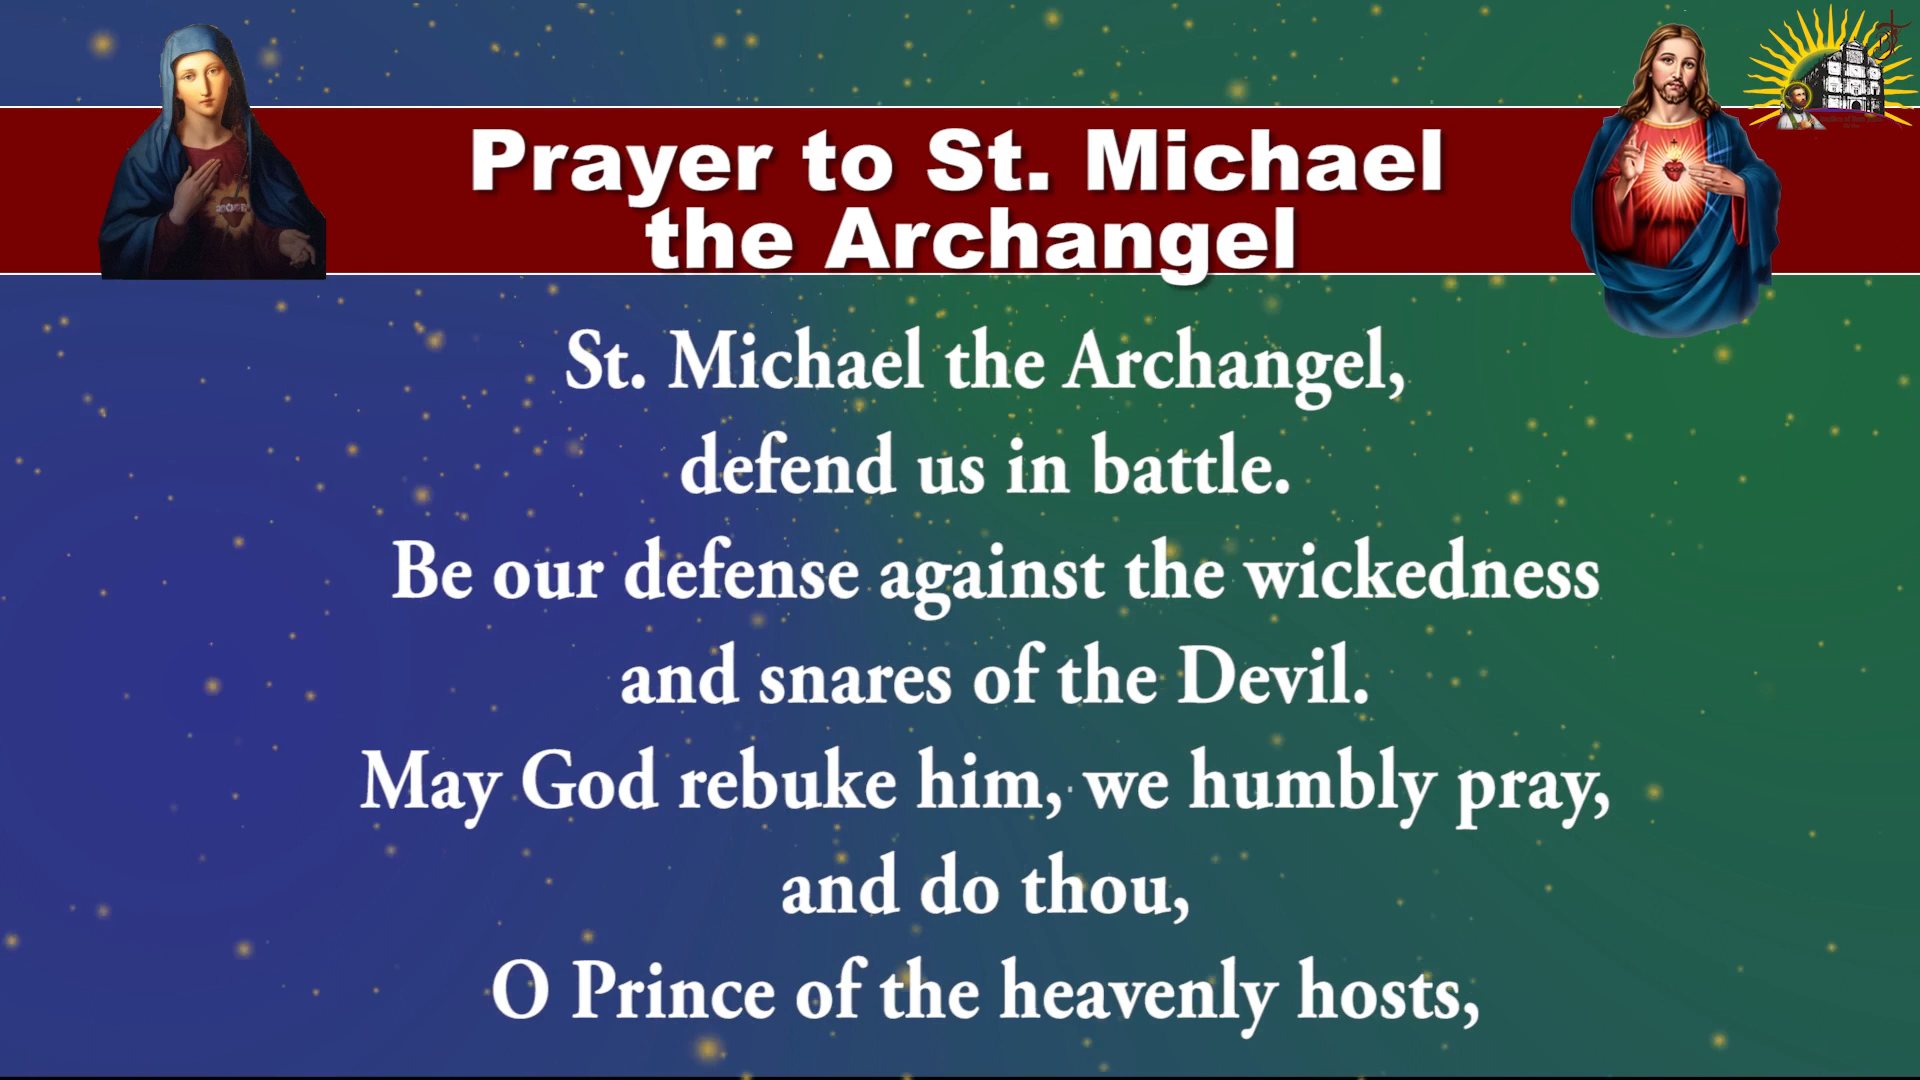 Prayer to St. Michael
the Archangel
St. Michael the Archangel,
defend us in battle.
Be our defense against the wickedness
and snares of the Devil.
May God rebuke him, we humbly pray,
and do thou,
O Prince of the heavenly hosts,